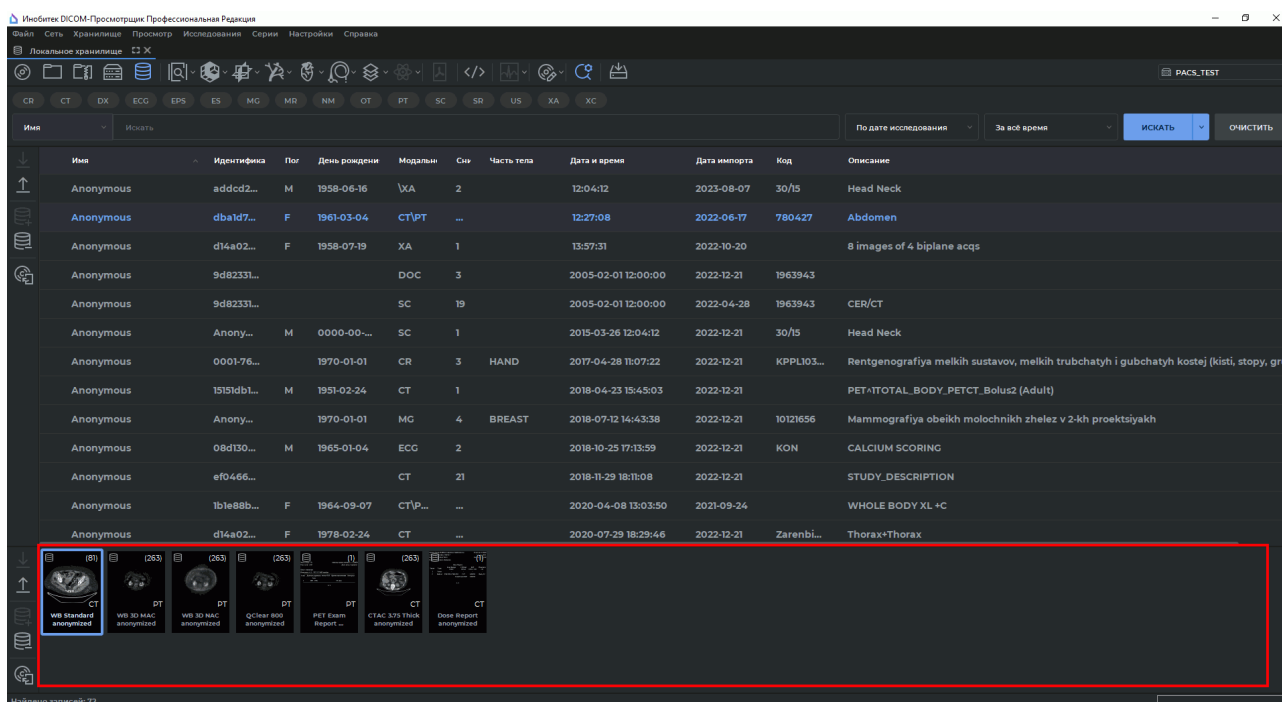 Инобитек DICOM-Просмотрщик Профессиональная Редакция
Файл Сеть Хранилище Просмотр Исследования Серии Настройки Справка
Локальное хранилище
PACS_TEST
CR CT DX ECG EPS ES MG MR NM OT PT SC SR US XA XC
Имя Искать По дате исследования За всё время ИСКАТЬ ОЧИСТИТЬ
Имя Идентифика Пол День рождени Модальн Сни Часть тела Дата и время Дата импорта Код Описание
Anonymous addcd2... M 1958-06-16 \XA 2 12:04:12 2023-08-07 30/15 Head Neck
Anonymous dba1d7... F 1961-03-04 CT\PT ... 12:27:08 2022-06-17 780427 Abdomen
Anonymous d14a02... F 1958-07-19 XA 1 13:57:31 2022-10-20 8 images of 4 biplane acqs
Anonymous 9d82331... DOC 3 2005-02-01 12:00:00 2022-12-21 1963943
Anonymous 9d82331... SC 19 2005-02-01 12:00:00 2022-04-28 1963943 CER/CT
Anonymous Anony... M 0000-00-... SC 1 2015-03-26 12:04:12 2022-12-21 30/15 Head Neck
Anonymous 0001-76... 1970-01-01 CR 3 HAND 2017-04-28 11:07:22 2022-12-21 KPPL103... Rentgenografiya melkih sustavov, melkih trubchatyh i gubchatyh kostej (kisti, stopy, gr
Anonymous 15151db1... M 1951-02-24 CT 1 2018-04-23 15:45:03 2022-12-21 PET^1TOTAL_BODY_PETCT_Bolus2 (Adult)
Anonymous Anony... 1970-01-01 MG 4 BREAST 2018-07-12 14:43:38 2022-12-21 10121656 Mammografiya obeikh molochnikh zhelez v 2-kh proektsiyakh
Anonymous 08d130... M 1965-01-04 ECG 2 2018-10-25 17:13:59 2022-12-21 KON CALCIUM SCORING
Anonymous ef0466... CT 21 2018-11-29 18:11:08 2022-12-21 STUDY_DESCRIPTION
Anonymous 1b1e88b... F 1964-09-07 CT\P... ... 2020-04-08 13:03:50 2021-09-24 WHOLE BODY XL +C
Anonymous d14a02... F 1978-02-24 CT ... 2020-07-29 18:29:46 2022-12-21 Zarenbi... Thorax+Thorax
(81) (263) (263) (263) (1) (263) (1)
CT PT PT PT PT CT CT
WB Standard WB 3D MAC WB 3D NAC QClear 800 PET Exam CTAC 3.75 Thick Dose Report
anonymized anonymized anonymized anonymized Report ... anonymized anonymized
Найдено записей: 72